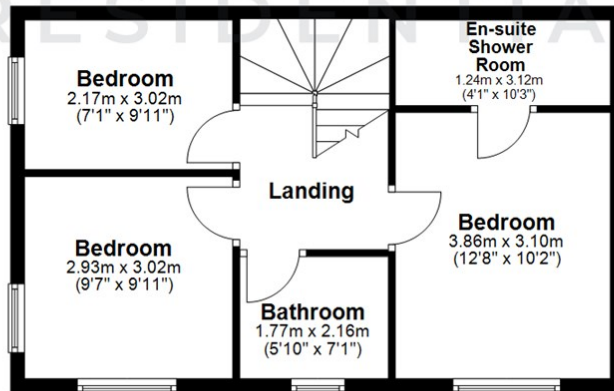 RESIDENTIA
En-suite
Shower
Room
1.24m x 3.12m
(4'1" x 10'3")
Bedroom
2.17m x 3.02m
(7'1" x 9'11")
Landing
Bedroom
3.86m x 3.10m
(12'8" x 10'2")
Bedroom
2.93m x 3.02m
(9'7" x 9'11")
Bathroom
1.77m x 2.16m
(5'10" x 7'1")